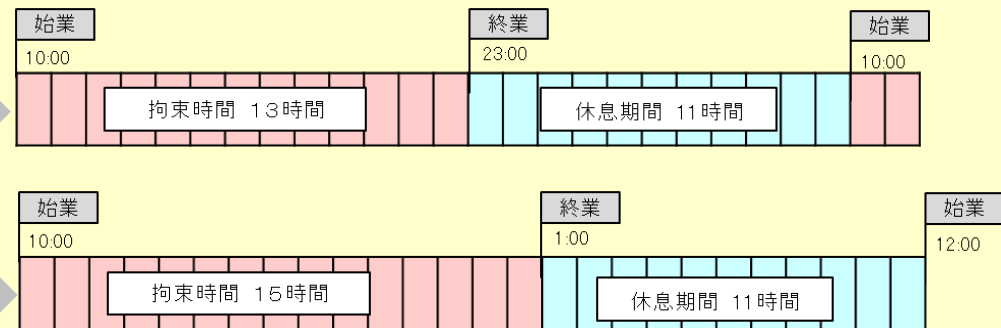 始業
終業
始業
10:00
23:00
10:00
拘束時間 13時間
休息期間 11時間
始業
終業
始業
10:00
1:00
12:00
拘束時間 15時間
休息期間 11時間